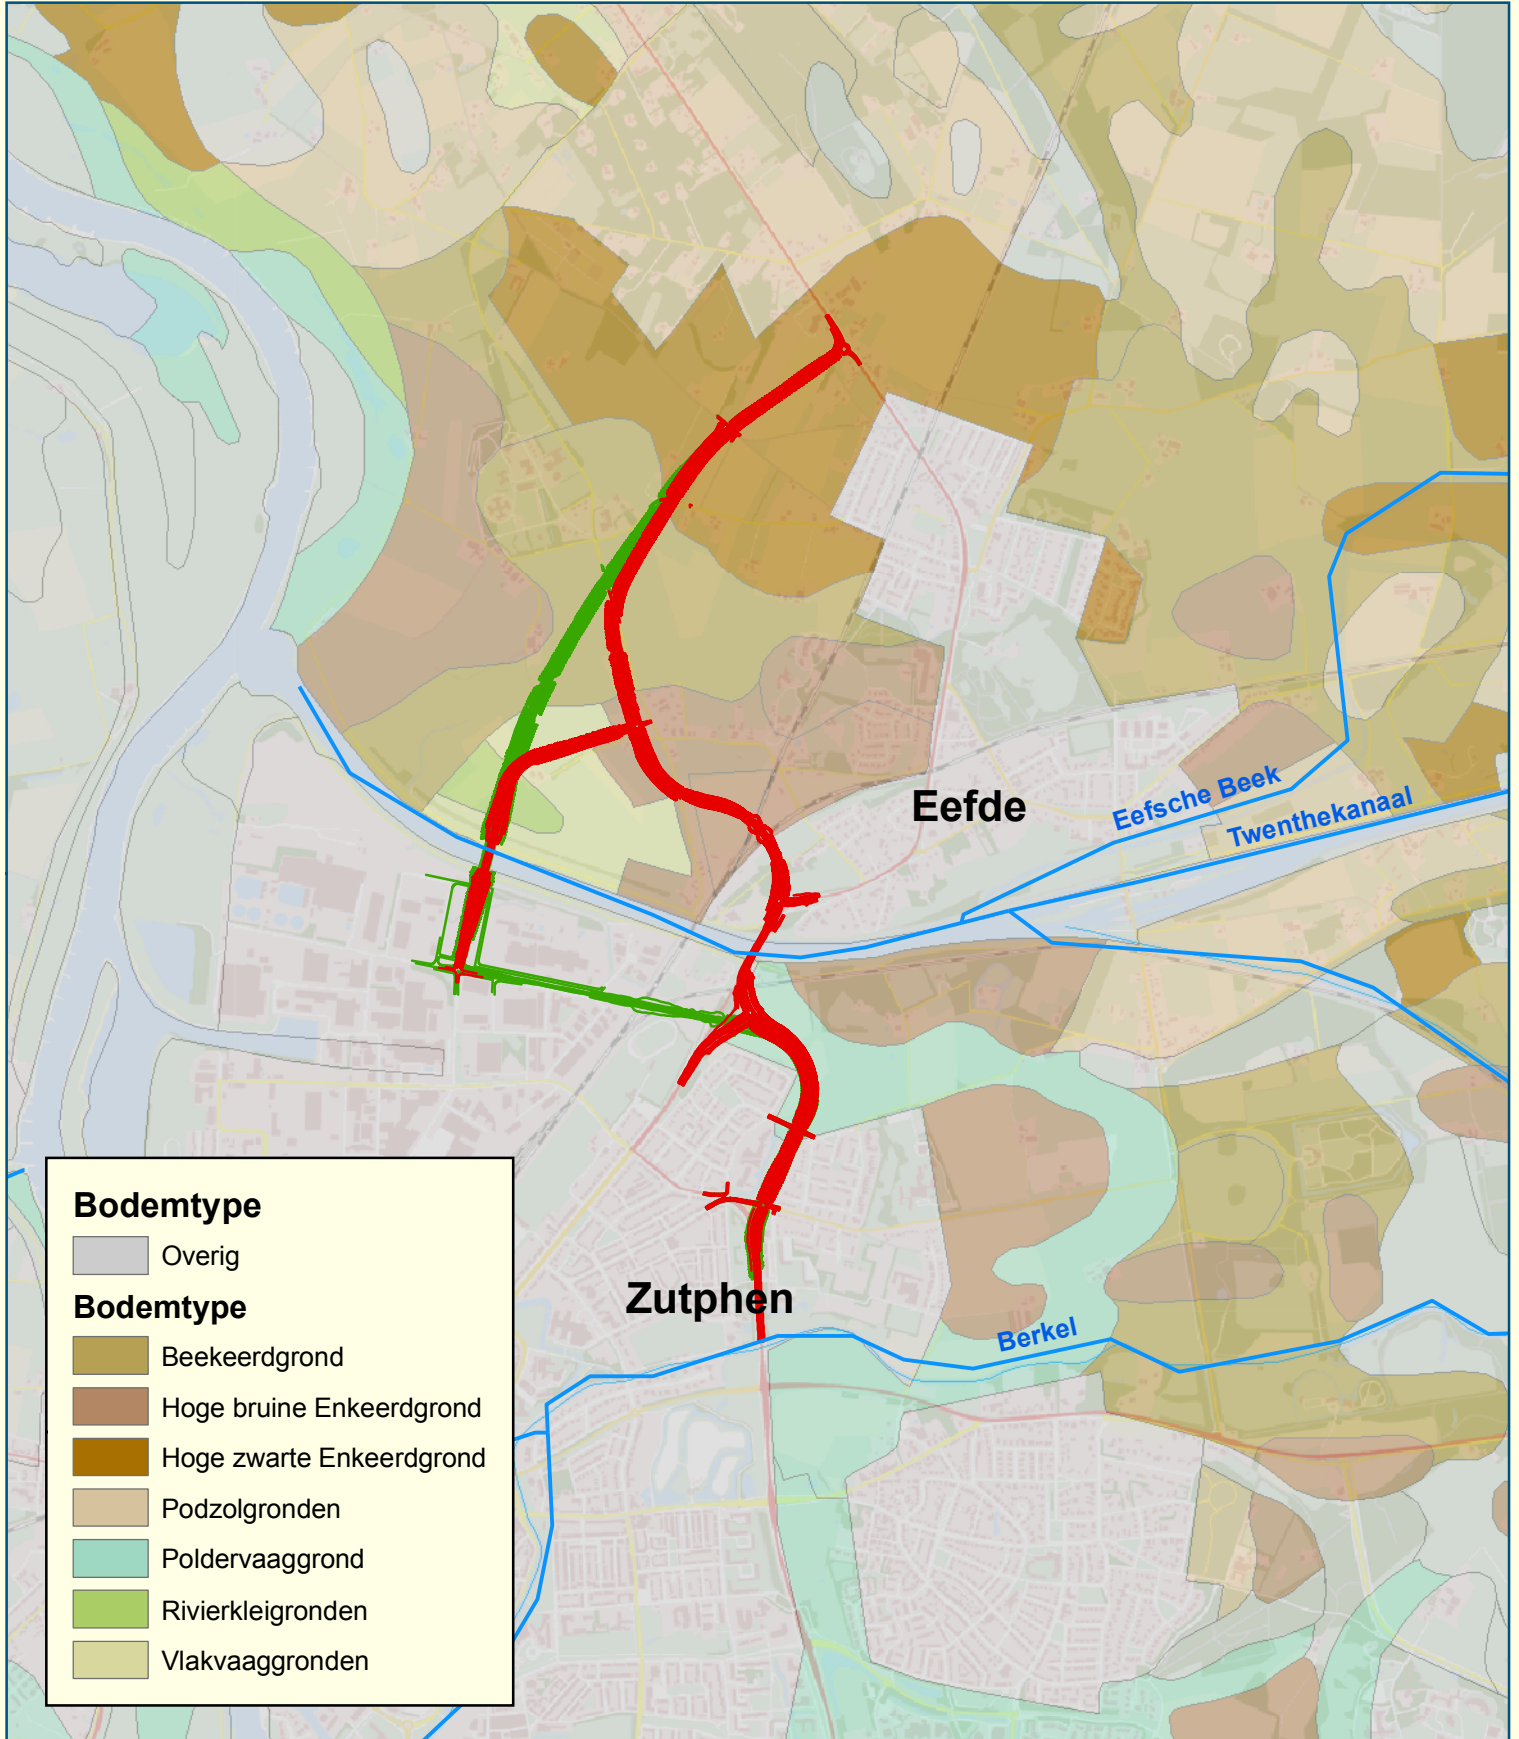 Eefde
Eefsche Beek
Twenthekanaal
Zutphen
Berkel
Bodemtype
Overig
Bodemtype
Beekeerdgrond
Hoge bruine Enkeerdgrond
Hoge zwarte Enkeerdgrond
Podzolgronden
Poldervaaggrond
Rivierkleigronden
Vlakvaaggronden